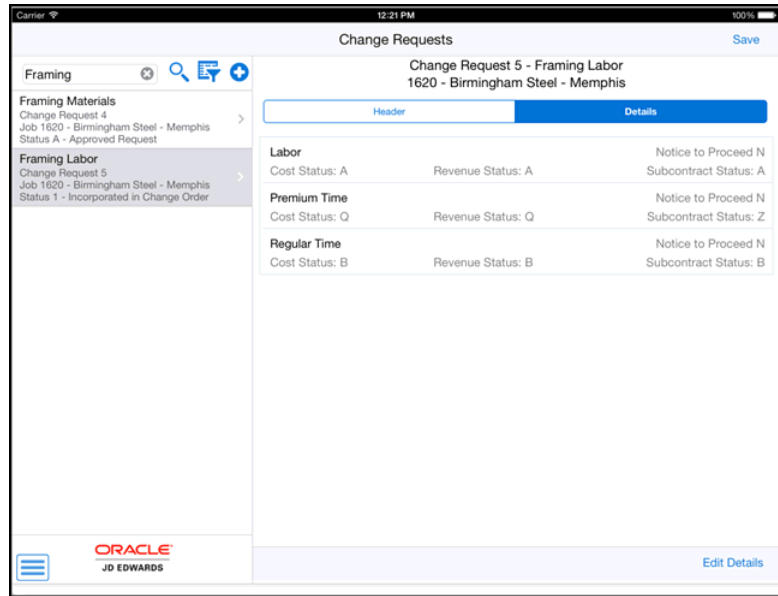 Carrier 12:21 PM 100%
Change Requests Save
Framing
Framing Materials
Change Request 4
Job 1620 - Birmingham Steel - Memphis
Status A - Approved Request
Framing Labor
Change Request 5
Job 1620 - Birmingham Steel - Memphis
Status 1 - Incorporated in Change Order
Change Request 5 - Framing Labor
1620 - Birmingham Steel - Memphis
Header Details
Labor Notice to Proceed N
Cost Status: A Revenue Status: A Subcontract Status: A
Premium Time Notice to Proceed N
Cost Status: Q Revenue Status: Q Subcontract Status: Z
Regular Time Notice to Proceed N
Cost Status: B Revenue Status: B Subcontract Status: B
ORACLE
JD EDWARDS
Edit Details